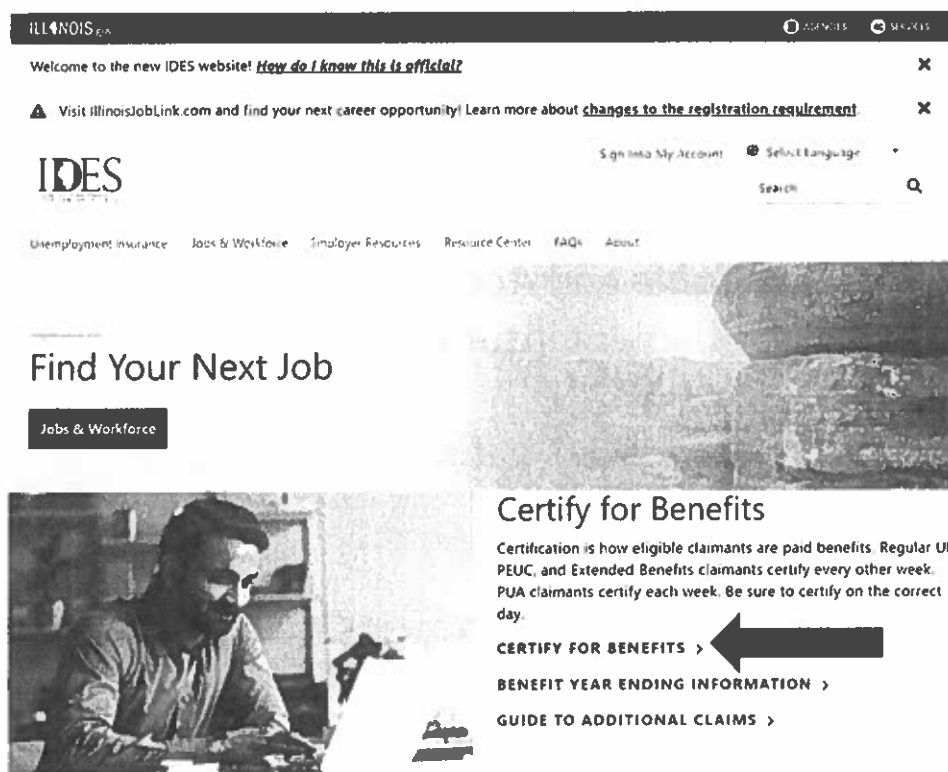 ILLINOIS.gov
AGENCIES SERVICES
Welcome to the new IDES website! How do I know this is official?
Visit IllinoisJobLink.com and find your next career opportunity! Learn more about changes to the registration requirement.
Sign Into My Account Select Language
IDES
Search
Unemployment Insurance Jobs & Workforce Employer Resources Resource Center FAQs About
Find Your Next Job
Jobs & Workforce
Certify for Benefits
Certification is how eligible claimants are paid benefits. Regular UI
PEUC, and Extended Benefits claimants certify every other week.
PUA claimants certify each week. Be sure to certify on the correct
day.
CERTIFY FOR BENEFITS >
BENEFIT YEAR ENDING INFORMATION >
GUIDE TO ADDITIONAL CLAIMS >